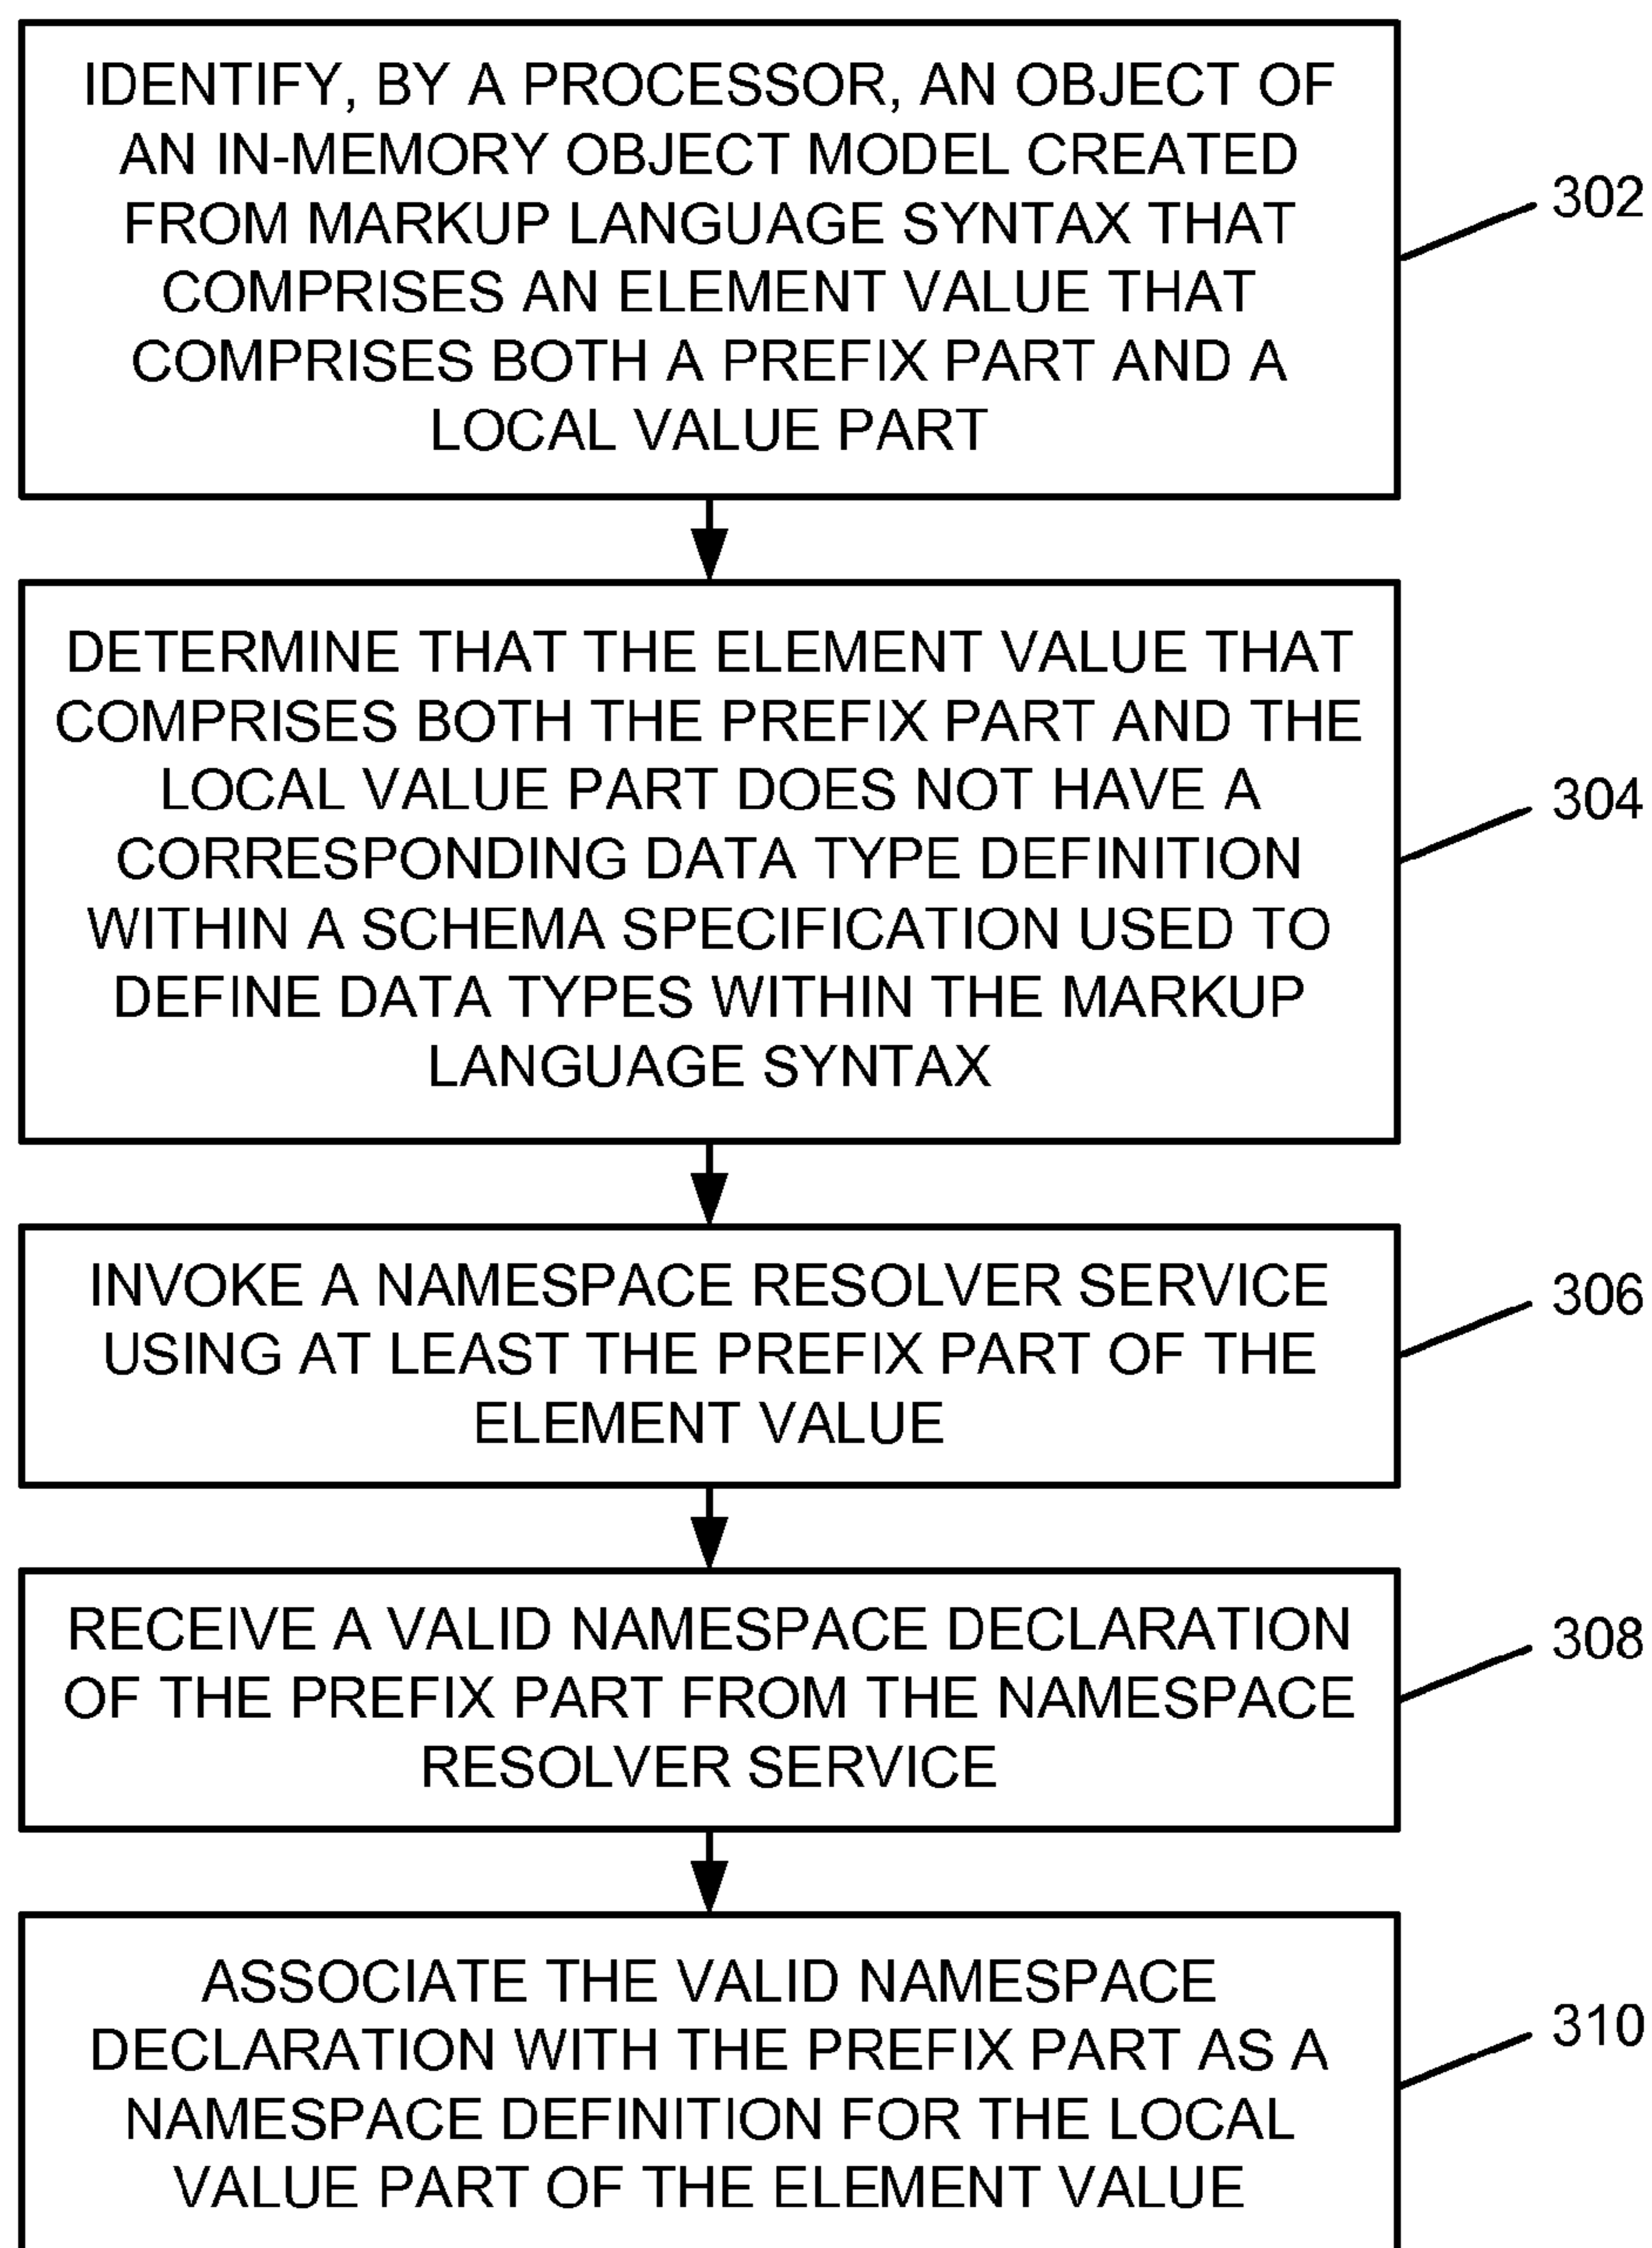 IDENTIFY, BY A PROCESSOR, AN OBJECT OF
AN IN-MEMORY OBJECT MODEL CREATED
FROM MARKUP LANGUAGE SYNTAX THAT
COMPRISES AN ELEMENT VALUE THAT
COMPRISES BOTH A PREFIX PART AND A
LOCAL VALUE PART
302
DETERMINE THAT THE ELEMENT VALUE THAT
COMPRISES BOTH THE PREFIX PART AND THE
LOCAL VALUE PART DOES NOT HAVE A
CORRESPONDING DATA TYPE DEFINITION
WITHIN A SCHEMA SPECIFICATION USED TO
DEFINE DATA TYPES WITHIN THE MARKUP
LANGUAGE SYNTAX
304
INVOKE A NAMESPACE RESOLVER SERVICE
USING AT LEAST THE PREFIX PART OF THE
ELEMENT VALUE
306
RECEIVE A VALID NAMESPACE DECLARATION
OF THE PREFIX PART FROM THE NAMESPACE
RESOLVER SERVICE
308
ASSOCIATE THE VALID NAMESPACE
DECLARATION WITH THE PREFIX PART AS A
NAMESPACE DEFINITION FOR THE LOCAL
VALUE PART OF THE ELEMENT VALUE
310